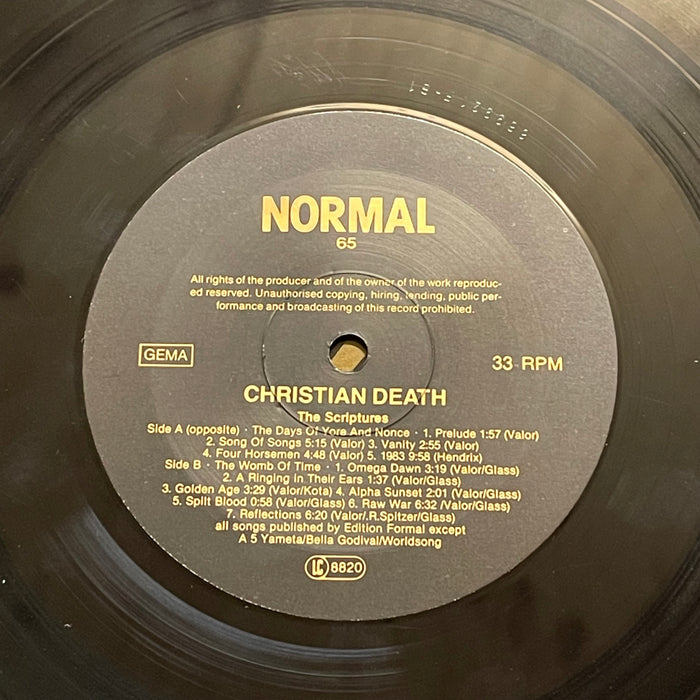 NORMAL
65
All rights of the producer and of the owner of the work reproduc-
ed reserved. Unauthorised copying, hiring, lending, public per-
formance and broadcasting of this record prohibited.
GEMA
33 RPM
CHRISTIAN DEATH
The Scriptures
Side A (opposite) · The Days Of Yore And Nonce · 1. Prelude 1:57 (Valor)
2. Song Of Songs 5:15 (Valor) 3. Vanity 2:55 (Valor)
4. Four Horsemen 4:48 (Valor) 5. 1983 9:58 (Hendrix)
Side B · The Womb Of Time · 1. Omega Dawn 3:19 (Valor/Glass)
2. A Ringing In Their Ears 1:37 (Valor/Glass)
3. Golden Age 3:29 (Valor/Kota) 4. Alpha Sunset 2:01 (Valor/Glass)
5. Split Blood 0:58 (Valor/Glass) 6. Raw War 6:32 /Valor/Glass)
7. Reflections 6:20 (Valor/.R.Spitzer/Glass)
all songs published by Edition Formal except
A 5 Yameta/Bella Godival/Worldsong
LC 8820